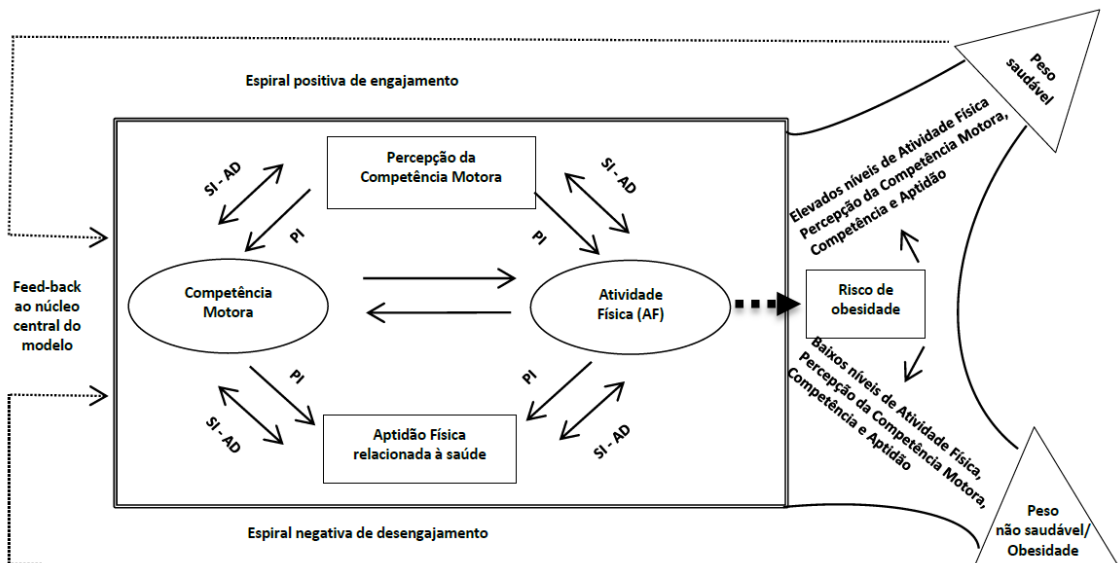 Espiral positiva de engajamento
Peso
saudável
Elevados níveis de Atividade Física
Percepção da Competência Motora,
Competência e Aptidão
Percepção da
Competência Motora
SI - AD
PI
SI - AD
PI
Feed-back
ao núcleo
central do
modelo
Competência
Motora
Atividade
Física (AF)
Risco de
obesidade
PI
SI - AD
PI
SI - AD
Aptidão Física
relacionada à saúde
Baixos níveis de Atividade Física,
Percepção da Competência Motora,
Competência e Aptidão
Espiral negativa de desengajamento
Peso
não saudável/
Obesidade